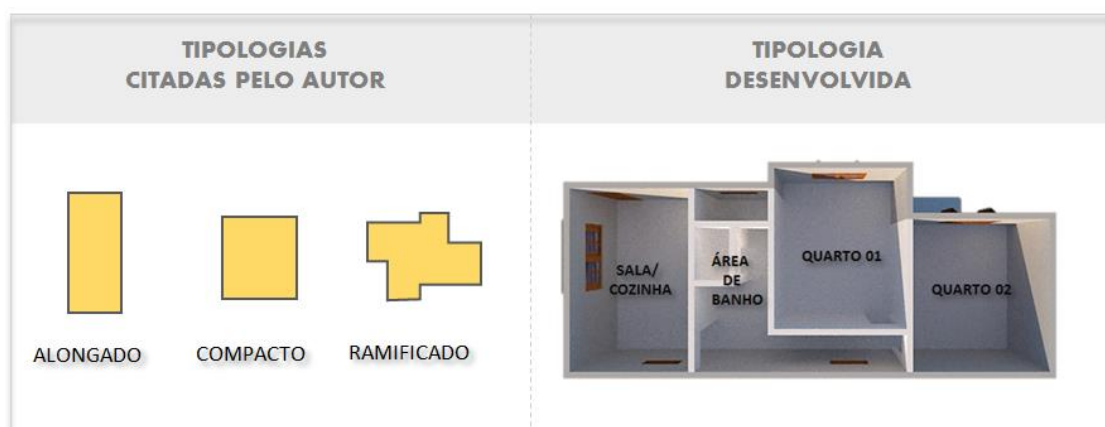 TIPOLOGIAS
CITADAS PELO AUTOR
TIPOLOGIA
DESENVOLVIDA
ALONGADO
COMPACTO
RAMIFICADO
SALA/
COZINHA
ÁREA
DE
BANHO
QUARTO 01
QUARTO 02